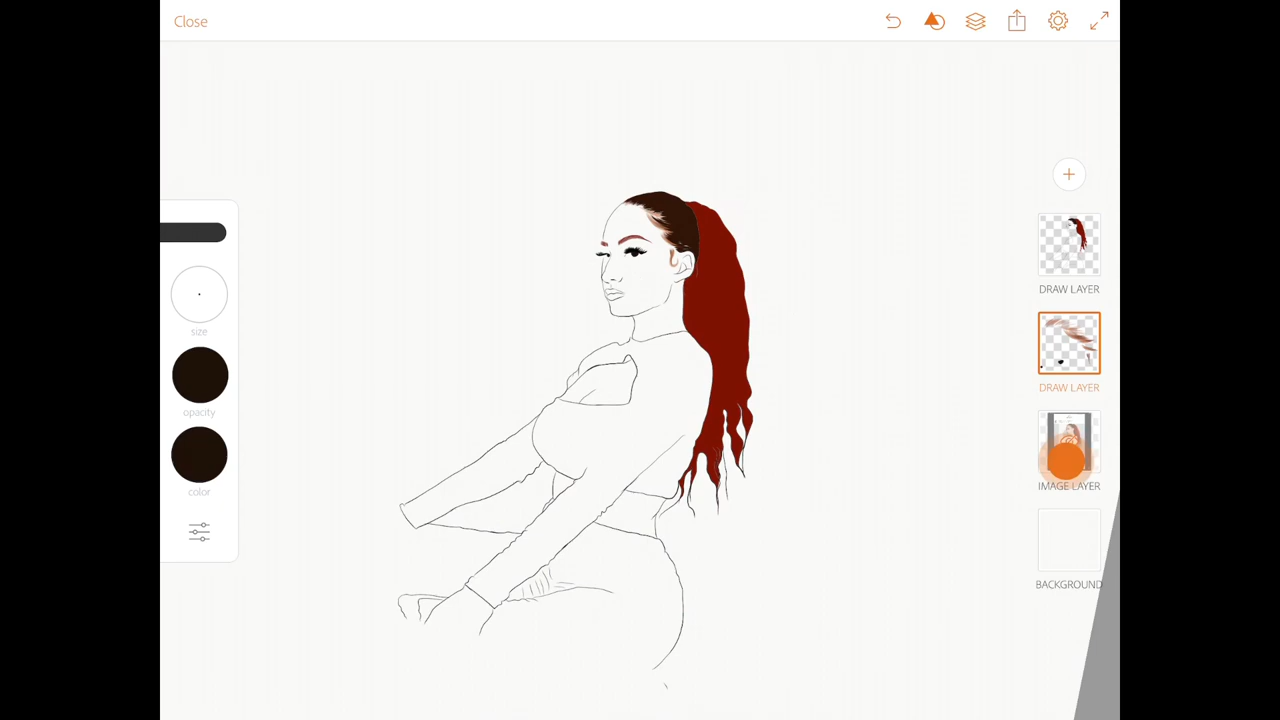 Close
size
opacity
color
DRAW LAYER
DRAW LAYER
IMAGE LAYER
BACKGROUND